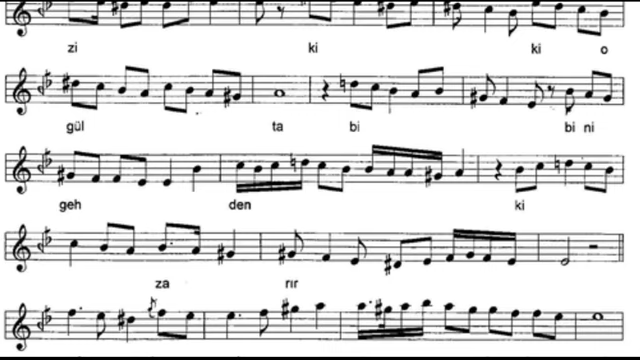 zi ki ki o
gül ta bi bi ni
geh den ki
za rır